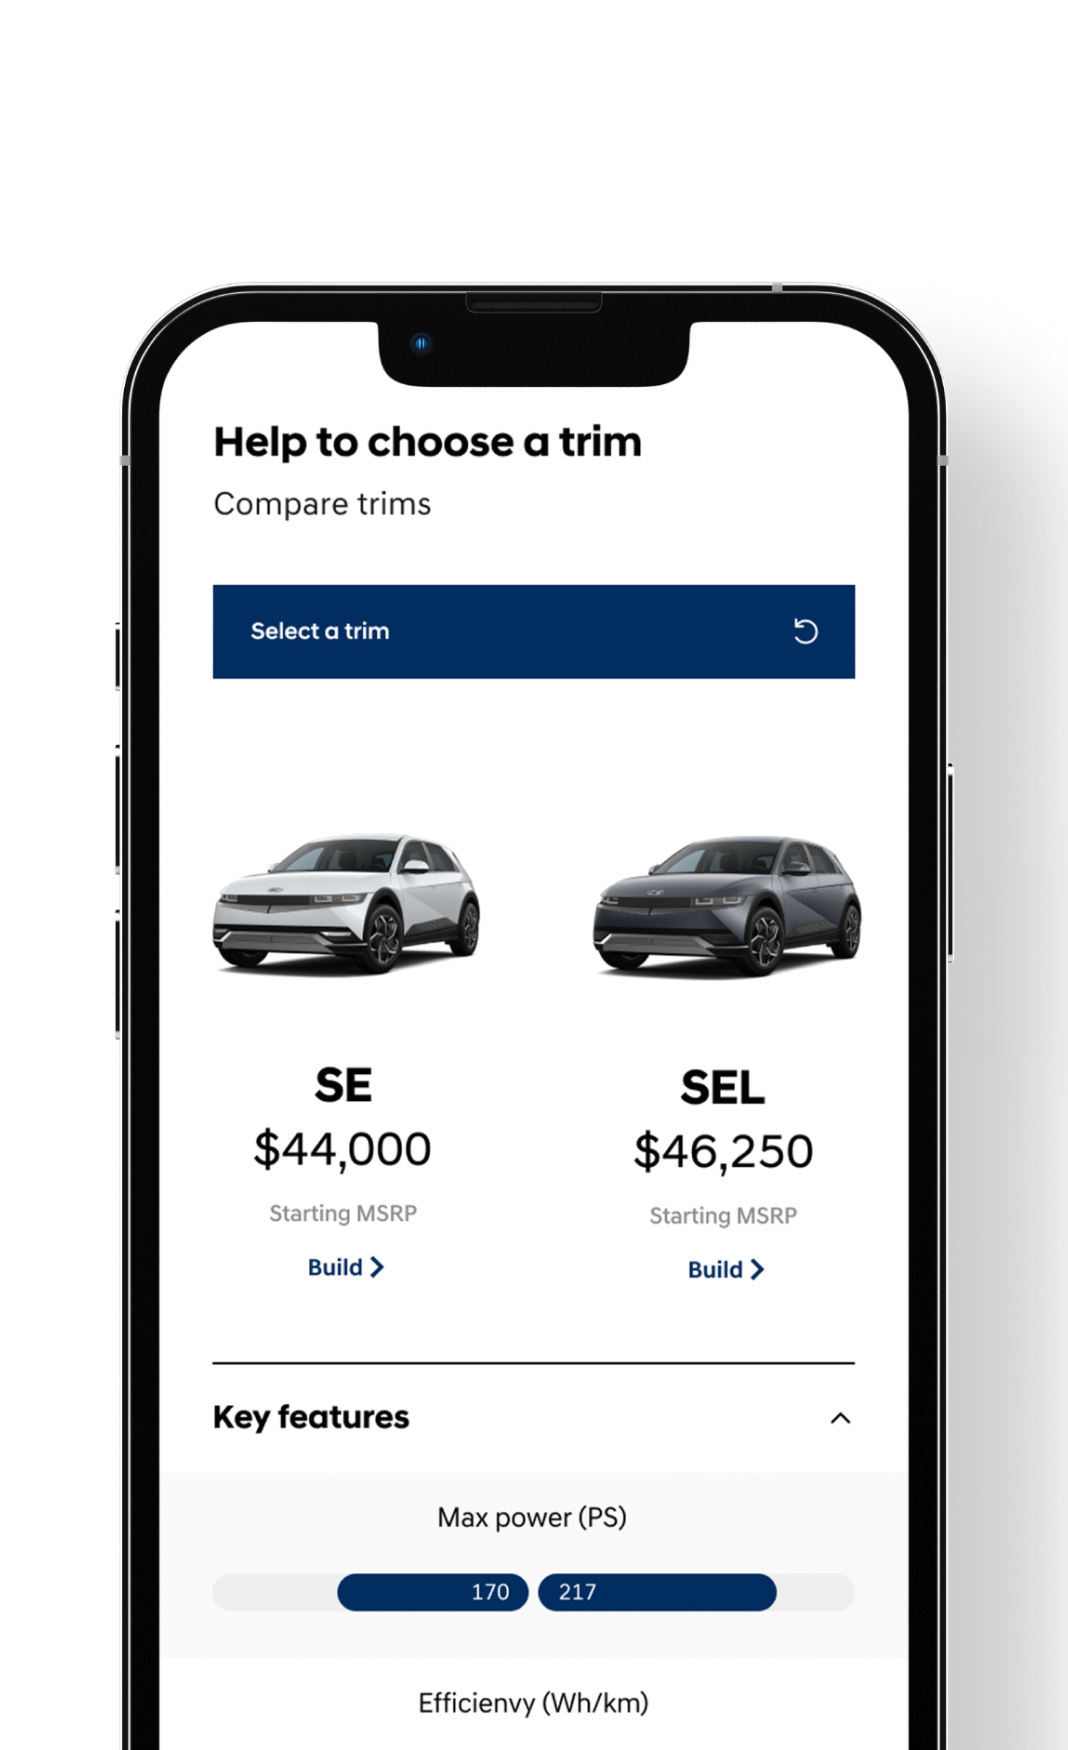 Help to choose a trim
Compare trims
Select a trim
SE
$44,000
Starting MSRP
Build
SEL
$46,250
Starting MSRP
Build
Key features
Max power (PS)
170 217
Efficienvy (Wh/km)